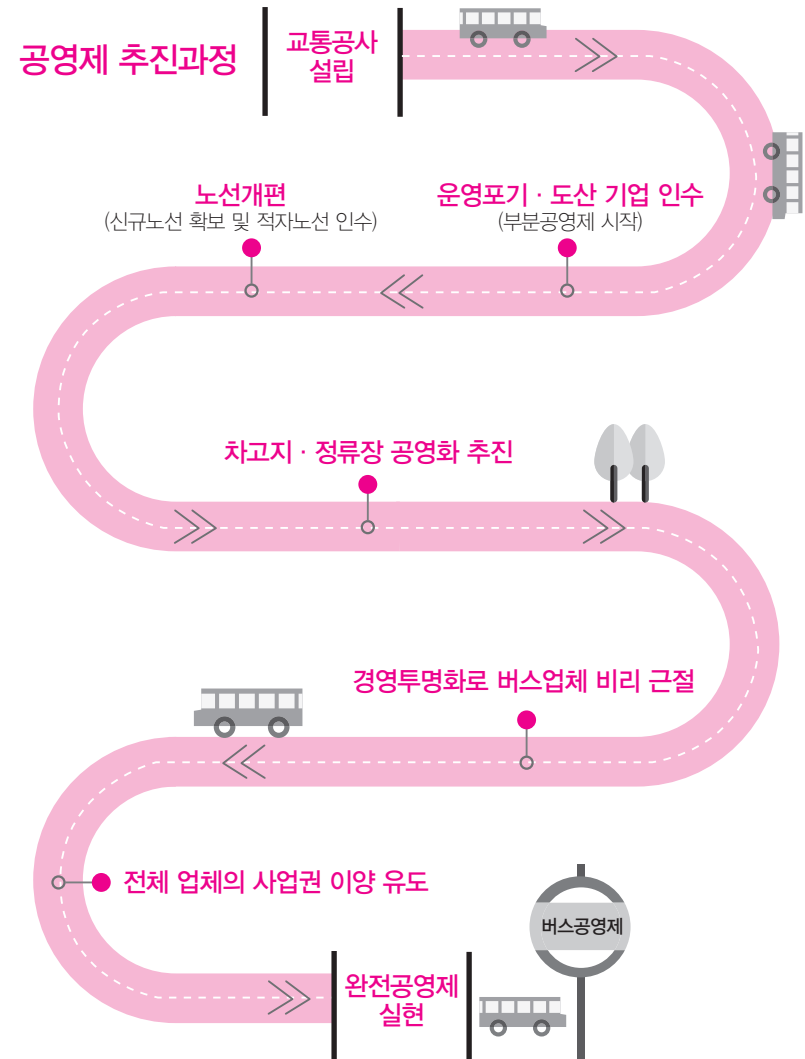 공영제 추진과정
교통공사
설립
운영포기 · 도산 기업 인수
(부분공영제 시작)
노선개편
(신규노선 확보 및 적자노선 인수)
차고지 · 정류장 공영화 추진
경영투명화로 버스업체 비리 근절
전체 업체의 사업권 이양 유도
완전공영제
실현
버스공영제